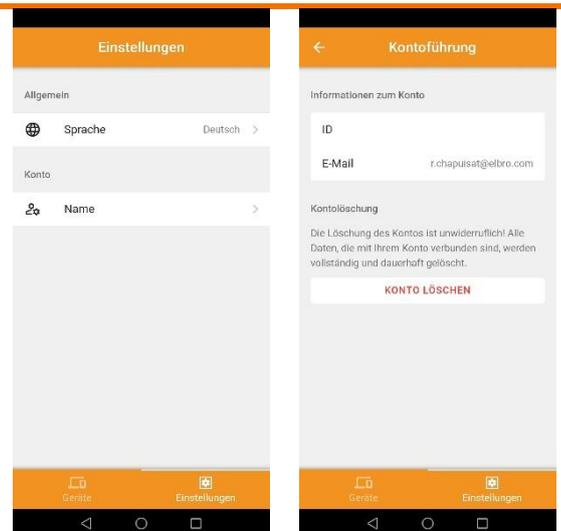 Einstellungen
Allgemein
Sprache Deutsch
Konto
Name
Geräte Einstellungen
Kontoführung
Informationen zum Konto
ID
E-Mail r.chapuisat@elbro.com
Kontolöschung
Die Löschung des Kontos ist unwiderruflich! Alle
Daten, die mit Ihrem Konto verbunden sind, werden
vollständig und dauerhaft gelöscht.
KONTO LÖSCHEN
Geräte Einstellungen